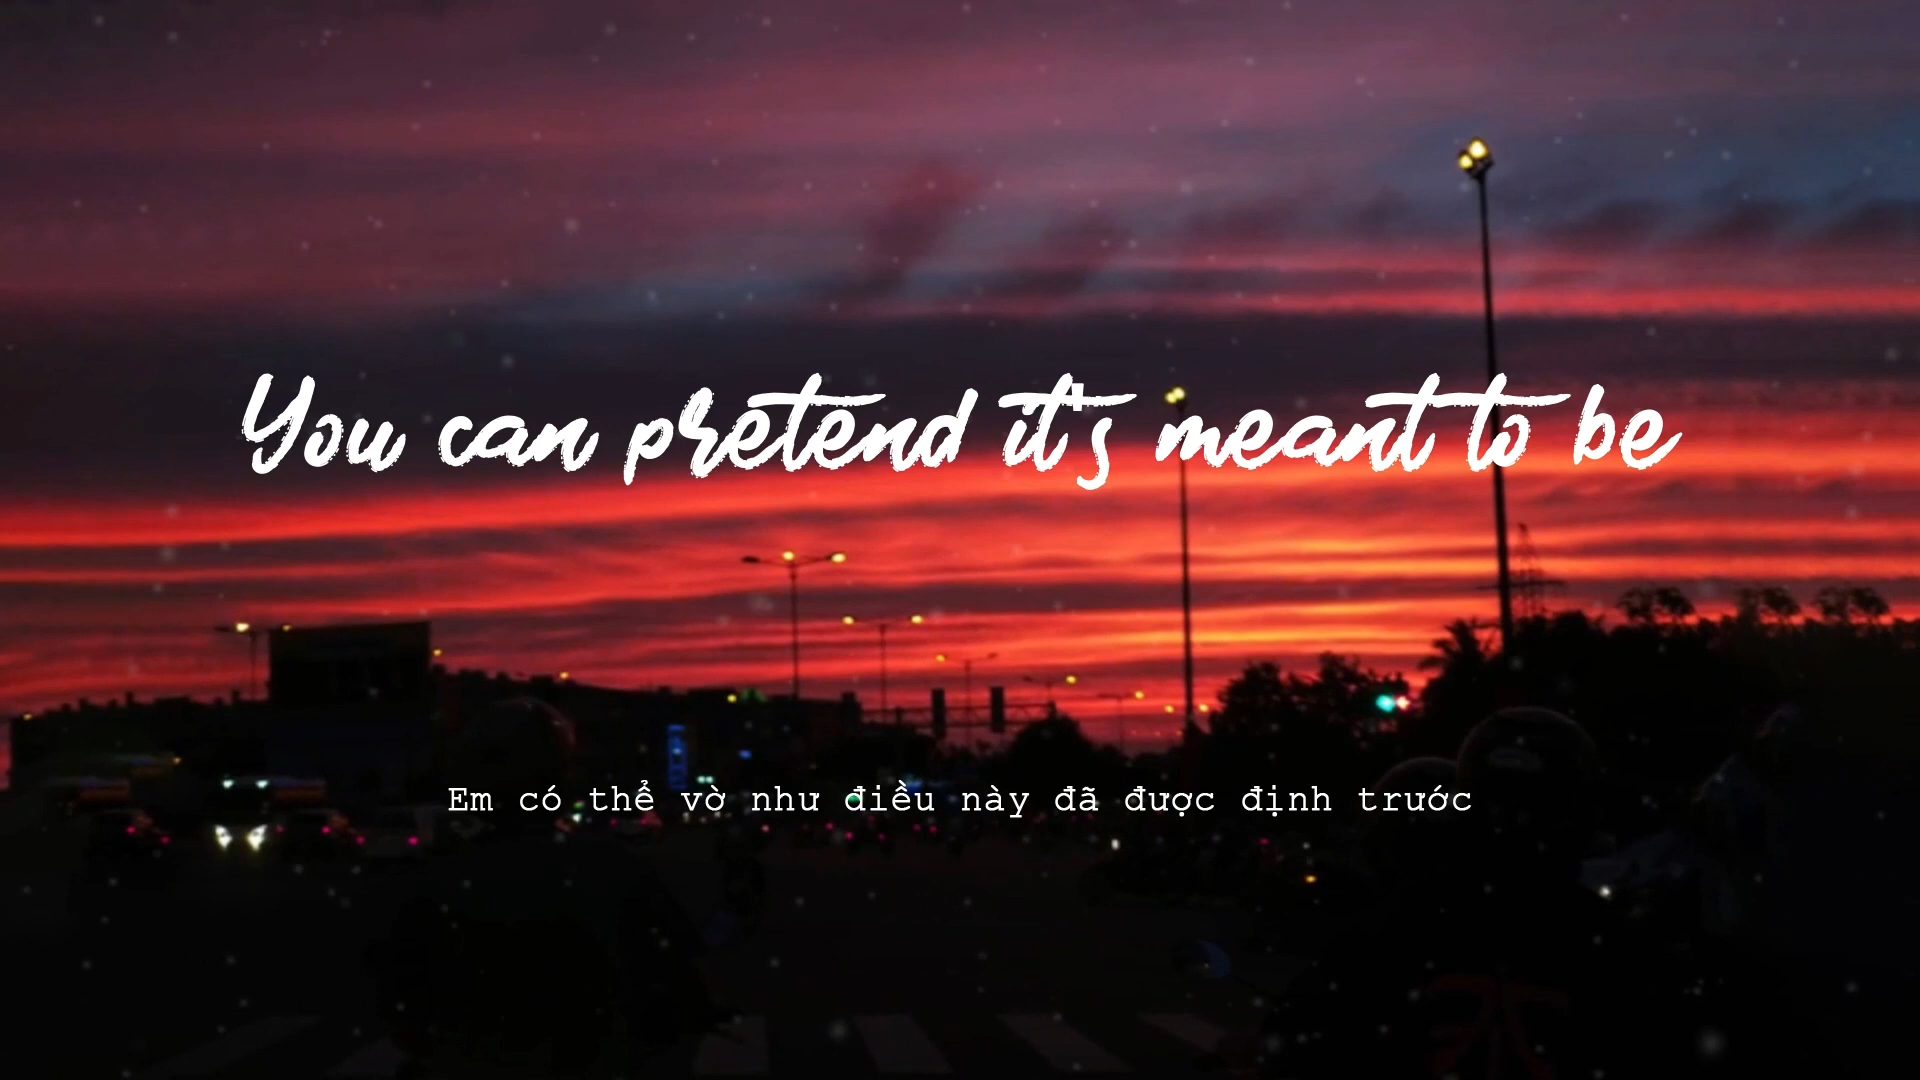 You can pretend it's meant to be
Em có thể vờ như điều này đã được định trước